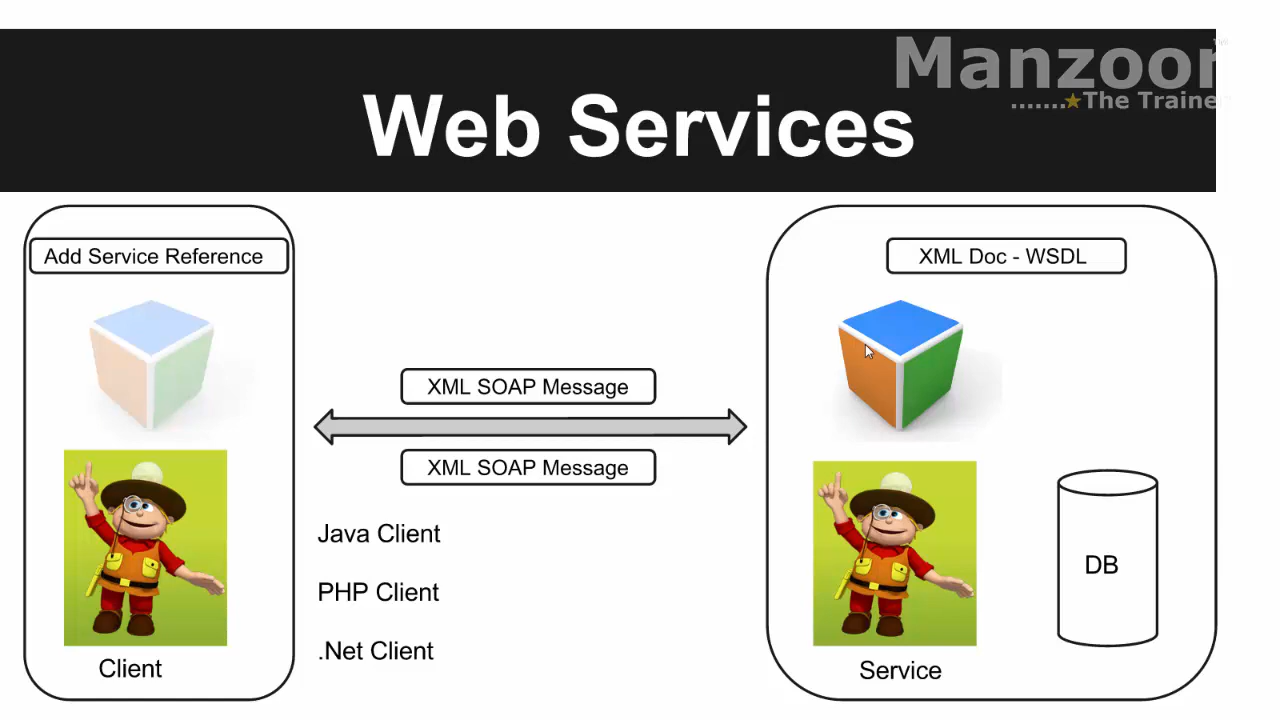 Manzoor
.......★The Trainer
Web Services
Add Service Reference
XML Doc - WSDL
XML SOAP Message
XML SOAP Message
Java Client
PHP Client
.Net Client
DB
Client
Service